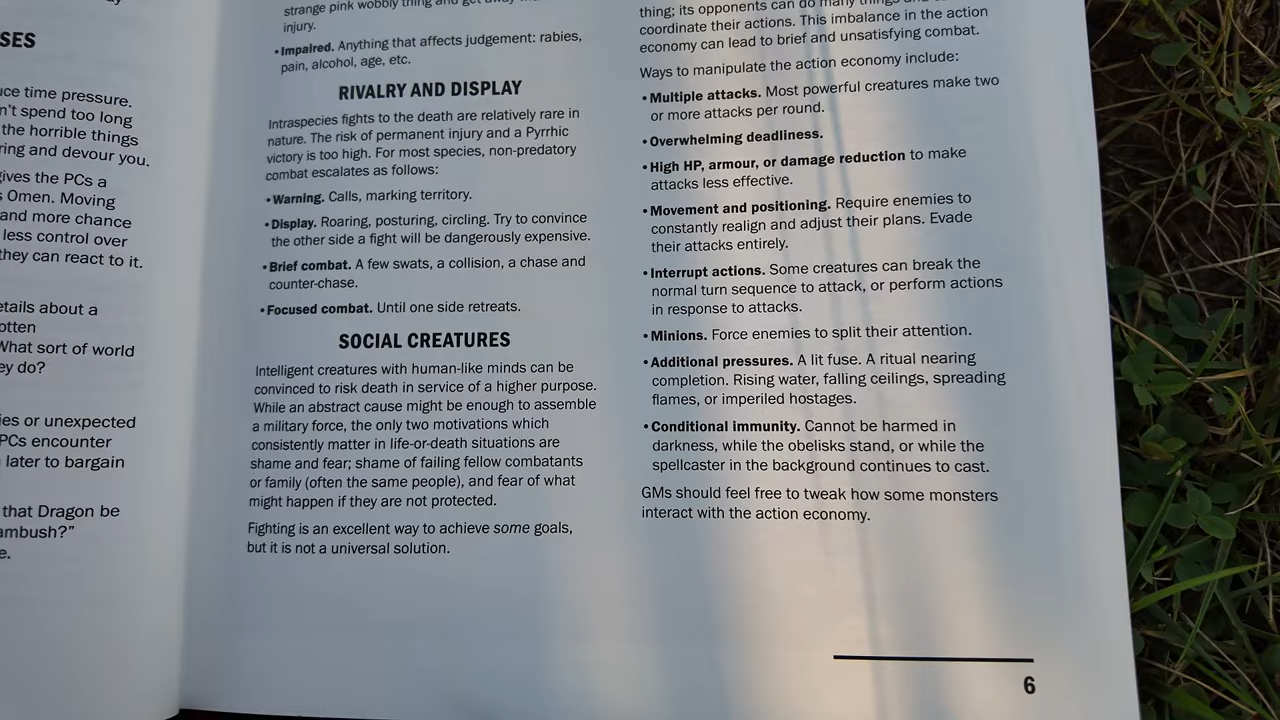 SES
uce time pressure.
n't spend too long
the horrible things
ring and devour you.
gives the PCs a
s Omen. Moving
and more chance
less control over
they can react to it.
etails about a
otten
What sort of world
ey do?
ies or unexpected
PCs encounter
later to bargain
that Dragon be
ambush?"
e.
strange pink wobbly thing and get away
injury.
• Impaired. Anything that affects judgement: rabies,
pain, alcohol, age, etc.
RIVALRY AND DISPLAY
Intraspecies fights to the death are relatively rare in
nature. The risk of permanent injury and a Pyrrhic
victory is too high. For most species, non-predatory
combat escalates as follows:
• Warning. Calls, marking territory.
• Display. Roaring, posturing, circling. Try to convince
the other side a fight will be dangerously expensive.
• Brief combat. A few swats, a collision, a chase and
counter-chase.
• Focused combat. Until one side retreats.
SOCIAL CREATURES
Intelligent creatures with human-like minds can be
convinced to risk death in service of a higher purpose.
While an abstract cause might be enough to assemble
a military force, the only two motivations which
consistently matter in life-or-death situations are
shame and fear; shame of failing fellow combatants
or family (often the same people), and fear of what
might happen if they are not protected.
Fighting is an excellent way to achieve some goals,
but it is not a universal solution.
thing; its opponents can do many things and
coordinate their actions. This imbalance in the action
economy can lead to brief and unsatisfying combat.
Ways to manipulate the action economy include:
• Multiple attacks. Most powerful creatures make two
or more attacks per round.
• Overwhelming deadliness.
• High HP, armour, or damage reduction to make
attacks less effective.
• Movement and positioning. Require enemies to
constantly realign and adjust their plans. Evade
their attacks entirely.
• Interrupt actions. Some creatures can break the
normal turn sequence to attack, or perform actions
in response to attacks.
• Minions. Force enemies to split their attention.
• Additional pressures. A lit fuse. A ritual nearing
completion. Rising water, falling ceilings, spreading
flames, or imperiled hostages.
• Conditional immunity. Cannot be harmed in
darkness, while the obelisks stand, or while the
spellcaster in the background continues to cast.
GMs should feel free to tweak how some monsters
interact with the action economy.
6